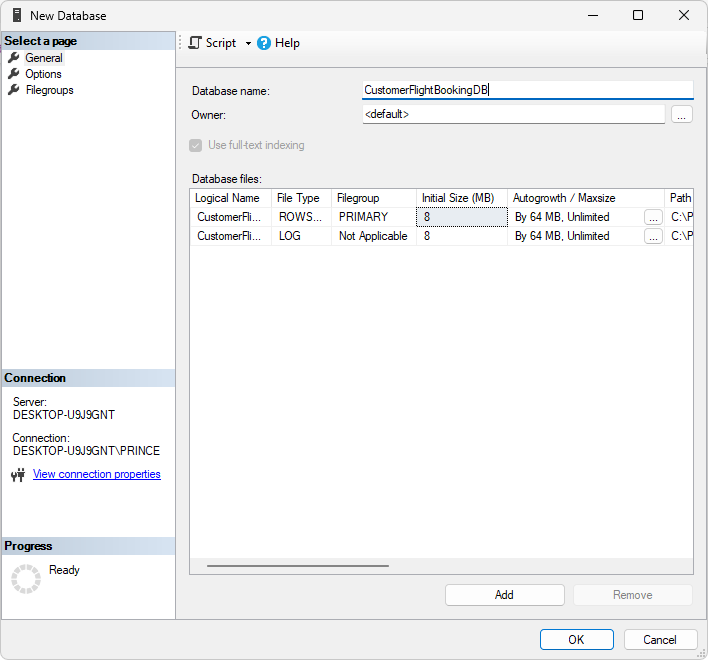 New Database
Select a page
General
Options
Filegroups
Script
Help
Database name:
CustomerFlightBookingDB
Owner:
<default>
...
Use full-text indexing
Database files:
Logical Name File Type Filegroup Initial Size (MB) Autogrowth / Maxsize Path
CustomerFli... ROWS... PRIMARY 8 By 64 MB, Unlimited ... C:\P
CustomerFli... LOG Not Applicable 8 By 64 MB, Unlimited ... C:\P
Connection
Server:
DESKTOP-U9J9GNT
Connection:
DESKTOP-U9J9GNT\PRINCE
View connection properties
Progress
Ready
Add
Remove
OK
Cancel